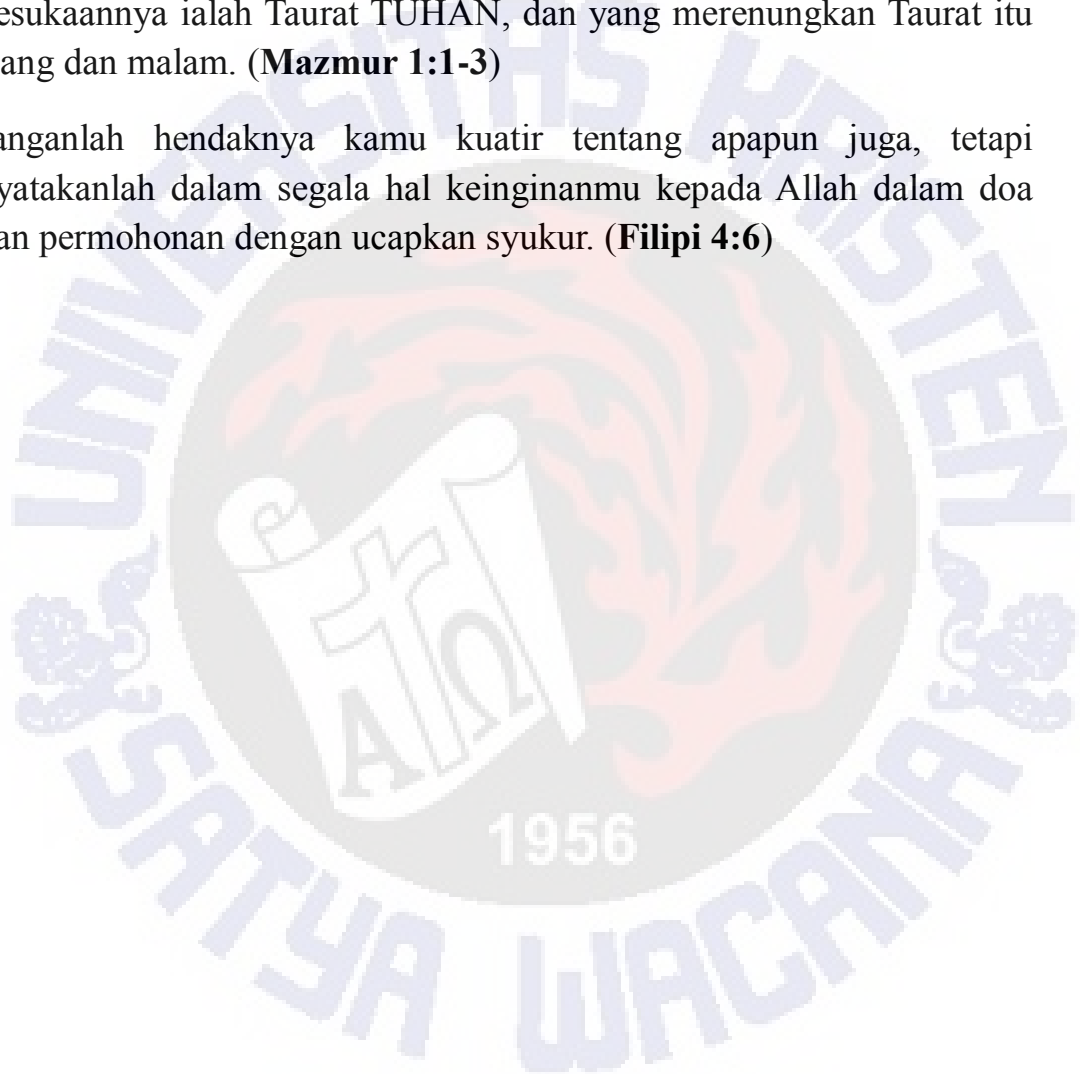 esukaannya ialah Taurat TUHAN, dan yang merenungkan Taurat itu
ang dan malam. (Mazmur 1:1-3)
anganlah hendaknya kamu kuatir tentang apapun juga, tetapi
yatakanlah dalam segala hal keinginanmu kepada Allah dalam doa
an permohonan dengan ucapkan syukur. (Filipi 4:6)
UNIVERSITAS KRISTEN
Α Ω
1956
SATYA WACANA